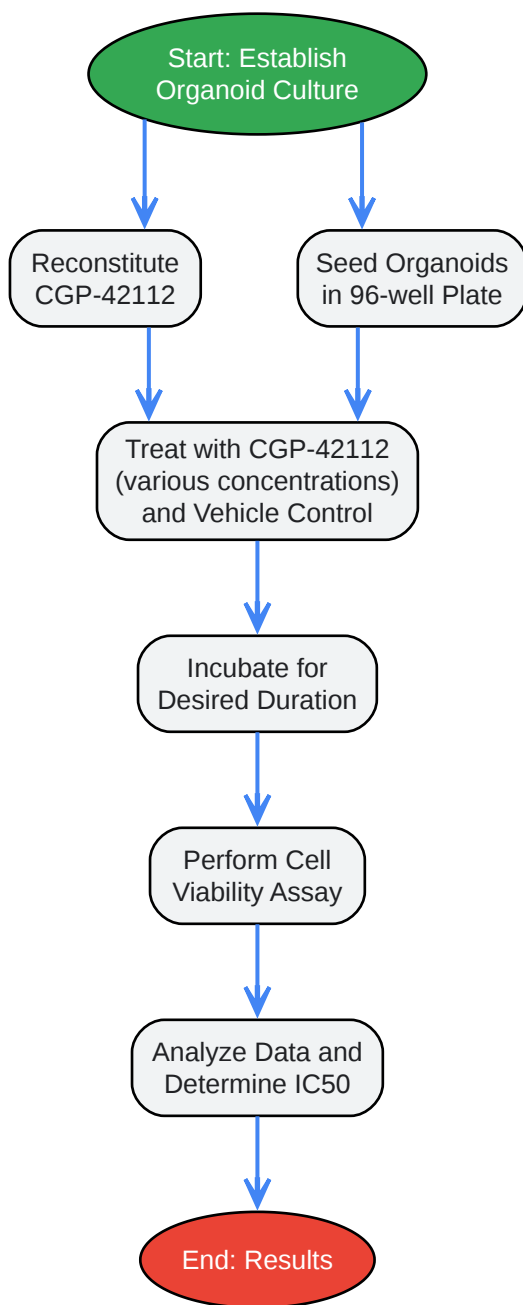 Start: Establish
Organoid Culture
Reconstitute
CGP-42112
Seed Organoids
in 96-well Plate
Treat with CGP-42112
(various concentrations)
and Vehicle Control
Incubate for
Desired Duration
Perform Cell
Viability Assay
Analyze Data and
Determine IC50
End: Results